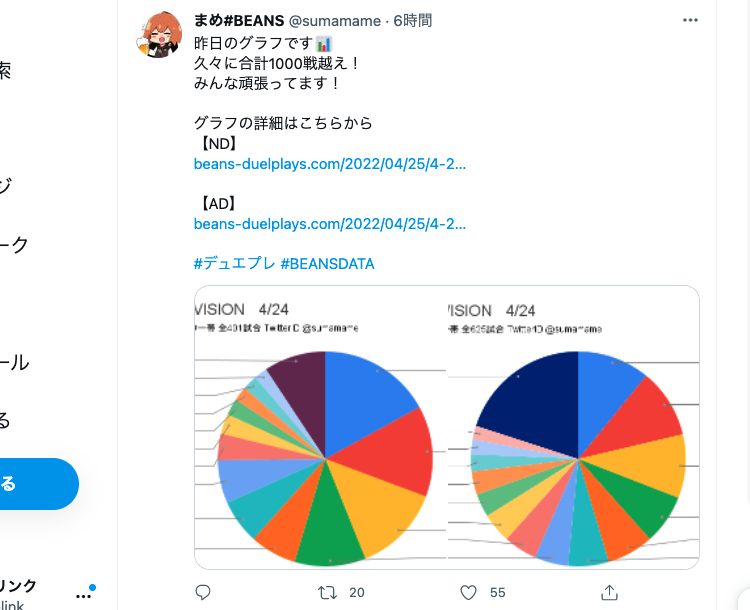 まめ#BEANS @sumamame · 6時間
昨日のグラフです
久々に合計1000戦越え！
みんな頑張ってます！
グラフの詳細はこちらから
【ND】
beans-duelplays.com/2022/04/25/4-2...
【AD】
beans-duelplays.com/2022/04/25/4-2...
#デュエプレ #BEANSDATA
VISION 4/24
帯 全401試合 TwitterID @sumamame
VISION 4/24
帯 全625試合 TwitterID @sumamame
20
55
索
ジ
ーク
ール
る
る
リンク
link